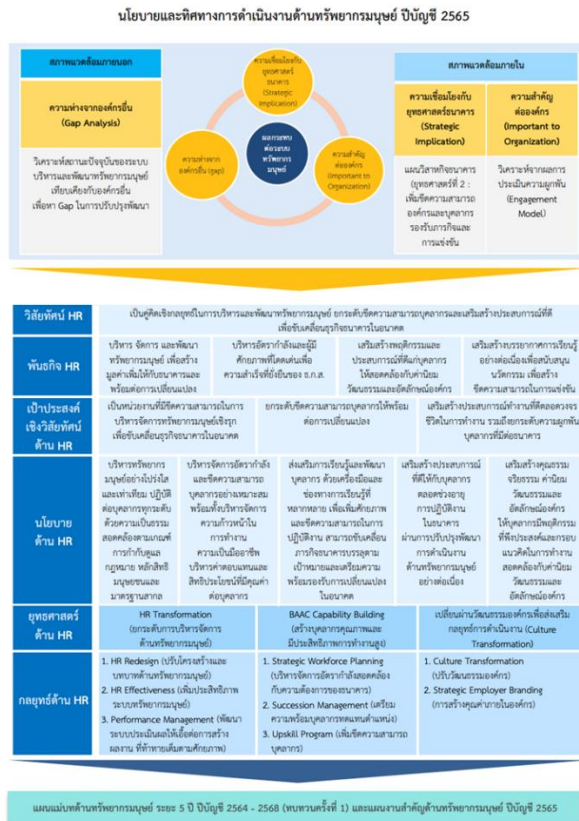 นโยบายและทิศทางการดำเนินงานด้านทรัพยากรมนุษย์ ปีบัญชี 2565
สภาพแวดล้อมภายนอก
ความห่างจากองค์กรอื่น
(Gap Analysis)
วิเคราะห์สถานะปัจจุบันของระบบ
บริหารและพัฒนาทรัพยากรมนุษย์
เทียบเคียงกับองค์กรอื่น
เพื่อหา Gap ในการปรับปรุงพัฒนา
ความเชื่อมโยงกับ
ยุทธศาสตร์
ธนาคาร
(Strategic
Implication)
ผลกระทบ
ต่อระบบ
ทรัพยากร
มนุษย์
ความห่างจาก
องค์กรอื่น (gap)
ความสำคัญ
ต่อองค์กร
(Important to
Organization)
สภาพแวดล้อมภายใน
ความเชื่อมโยงกับ
ยุทธศาสตร์ธนาคาร
(Strategic
Implication)
แผนวิสาหกิจธนาคาร
(ยุทธศาสตร์ที่ 2 :
เพิ่มขีดความสามารถ
องค์กรและบุคลากร
รองรับภารกิจและ
การแข่งขัน
ความสำคัญ
ต่อองค์กร
(Important to
Organization)
วิเคราะห์จากผลการ
ประเมินความผูกพัน
(Engagement
Model)
วิสัยทัศน์ HR
เป็นคู่คิดเชิงกลยุทธ์ในการบริหารและพัฒนาทรัพยากรมนุษย์ ยกระดับขีดความสามารถบุคลากรและเสริมสร้างประสบการณ์ที่ดี
เพื่อขับเคลื่อนธุรกิจธนาคารในอนาคต
พันธกิจ HR
บริหาร จัดการ และพัฒนา
ทรัพยากรมนุษย์ เพื่อสร้าง
มูลค่าเพิ่มให้กับธนาคารและ
พร้อมต่อการเปลี่ยนแปลง
บริหารอัตรากำลังและผู้มี
ศักยภาพที่โดดเด่นเพื่อ
ความสำเร็จที่ยั่งยืนของ ธ.ก.ส.
เสริมสร้างพฤติกรรมและ
ประสบการณ์ที่ดีแก่บุคลากร
ให้สอดคล้องกับค่านิยม
วัฒนธรรมและอัตลักษณ์องค์กร
เสริมสร้างบรรยากาศการเรียนรู้
อย่างต่อเนื่องเพื่อสนับสนุน
นวัตกรรม เพื่อสร้าง
ขีดความสามารถในการแข่งขัน
เป้าประสงค์
เชิงวิสัยทัศน์
ด้าน HR
เป็นหน่วยงานที่มีขีดความสามารถในการ
บริหารจัดการทรัพยากรมนุษย์เชิงรุก
เพื่อขับเคลื่อนธุรกิจธนาคารในอนาคต
ยกระดับขีดความสามารถบุคลากรให้พร้อม
ต่อการเปลี่ยนแปลง
เสริมสร้างประสบการณ์ทำงานที่ดีตลอดวงจร
ชีวิตในการทำงาน รวมถึงยกระดับความผูกพัน
บุคลากรที่มีต่อธนาคาร
นโยบาย
ด้าน HR
บริหารทรัพยากร
มนุษย์อย่างโปร่งใส
และเท่าเทียม ปฏิบัติ
ต่อบุคลากรทุกระดับ
ด้วยความเป็นธรรม
สอดคล้องตามเกณฑ์
การกำกับดูแล
กฎหมาย หลักสิทธิ
มนุษยชนและ
มาตรฐานสากล
บริหารจัดการอัตรากำลัง
และขีดความสามารถ
บุคลากรอย่างเหมาะสม
พร้อมทั้งบริหารจัดการ
ความก้าวหน้าใน
การทำงาน
ความเป็นมืออาชีพ
บริหารค่าตอบแทนและ
สิทธิประโยชน์ที่มีคุณค่า
ต่อบุคลากร
ส่งเสริมการเรียนรู้และพัฒนา
บุคลากร ด้วยเครื่องมือและ
ช่องทางการเรียนรู้ที่
หลากหลาย เพื่อเพิ่มศักยภาพ
และขีดความสามารถในการ
ปฏิบัติงาน สามารถขับเคลื่อน
ภารกิจธนาคารบรรลุตาม
เป้าหมายและเตรียมความ
พร้อมรองรับการเปลี่ยนแปลง
ในอนาคต
เสริมสร้างประสบการณ์
ที่ดีให้กับบุคลากร
ตลอดช่วงอายุ
การปฏิบัติงาน
ในธนาคาร
ผ่านการปรับปรุงพัฒนา
การดำเนินงาน
ด้านทรัพยากรมนุษย์
อย่างต่อเนื่อง
เสริมสร้างคุณธรรม
จริยธรรม ค่านิยม
วัฒนธรรมและ
อัตลักษณ์องค์กร
ให้บุคลากรมีพฤติกรรม
ที่พึงประสงค์และกรอบ
แนวคิดในการทำงาน
สอดคล้องกับค่านิยม
วัฒนธรรมและ
อัตลักษณ์องค์กร
ยุทธศาสตร์
ด้าน HR
HR Transformation
(ยกระดับการบริหารจัดการ
ด้านทรัพยากรมนุษย์)
BAAC Capability Building
(สร้างบุคลากรคุณภาพและ
มีประสิทธิภาพการทำงานสูง)
เปลี่ยนผ่านวัฒนธรรมองค์กรเพื่อส่งเสริม
กลยุทธ์การดำเนินงาน (Culture
Transformation)
กลยุทธ์ด้าน HR
1. HR Redesign (ปรับโครงสร้างและ
บทบาทด้านทรัพยากรมนุษย์)
2. HR Effectiveness (เพิ่มประสิทธิภาพ
ระบบทรัพยากรมนุษย์)
3. Performance Management (พัฒนา
ระบบประเมินผลให้เอื้อต่อการสร้าง
ผลงาน ที่ท้าทายเต็มตามศักยภาพ)
1. Strategic Workforce Planning
(บริหารจัดการอัตรากำลังสอดคล้อง
กับความต้องการของธนาคาร)
2. Succession Management (เตรียม
ความพร้อมบุคลากรทดแทนตำแหน่ง)
3. Upskill Program (เพิ่มขีดความสามารถ
บุคลากร)
1. Culture Transformation
(ปรับวัฒนธรรมองค์กร)
2. Strategic Employer Branding
(การสร้างคุณค่าภายในองค์กร)
แผนแม่บทด้านทรัพยากรมนุษย์ ระยะ 5 ปี ปีบัญชี 2564 - 2568 (ทบทวนครั้งที่ 1) และแผนงานสำคัญด้านทรัพยากรมนุษย์ ปีบัญชี 2565